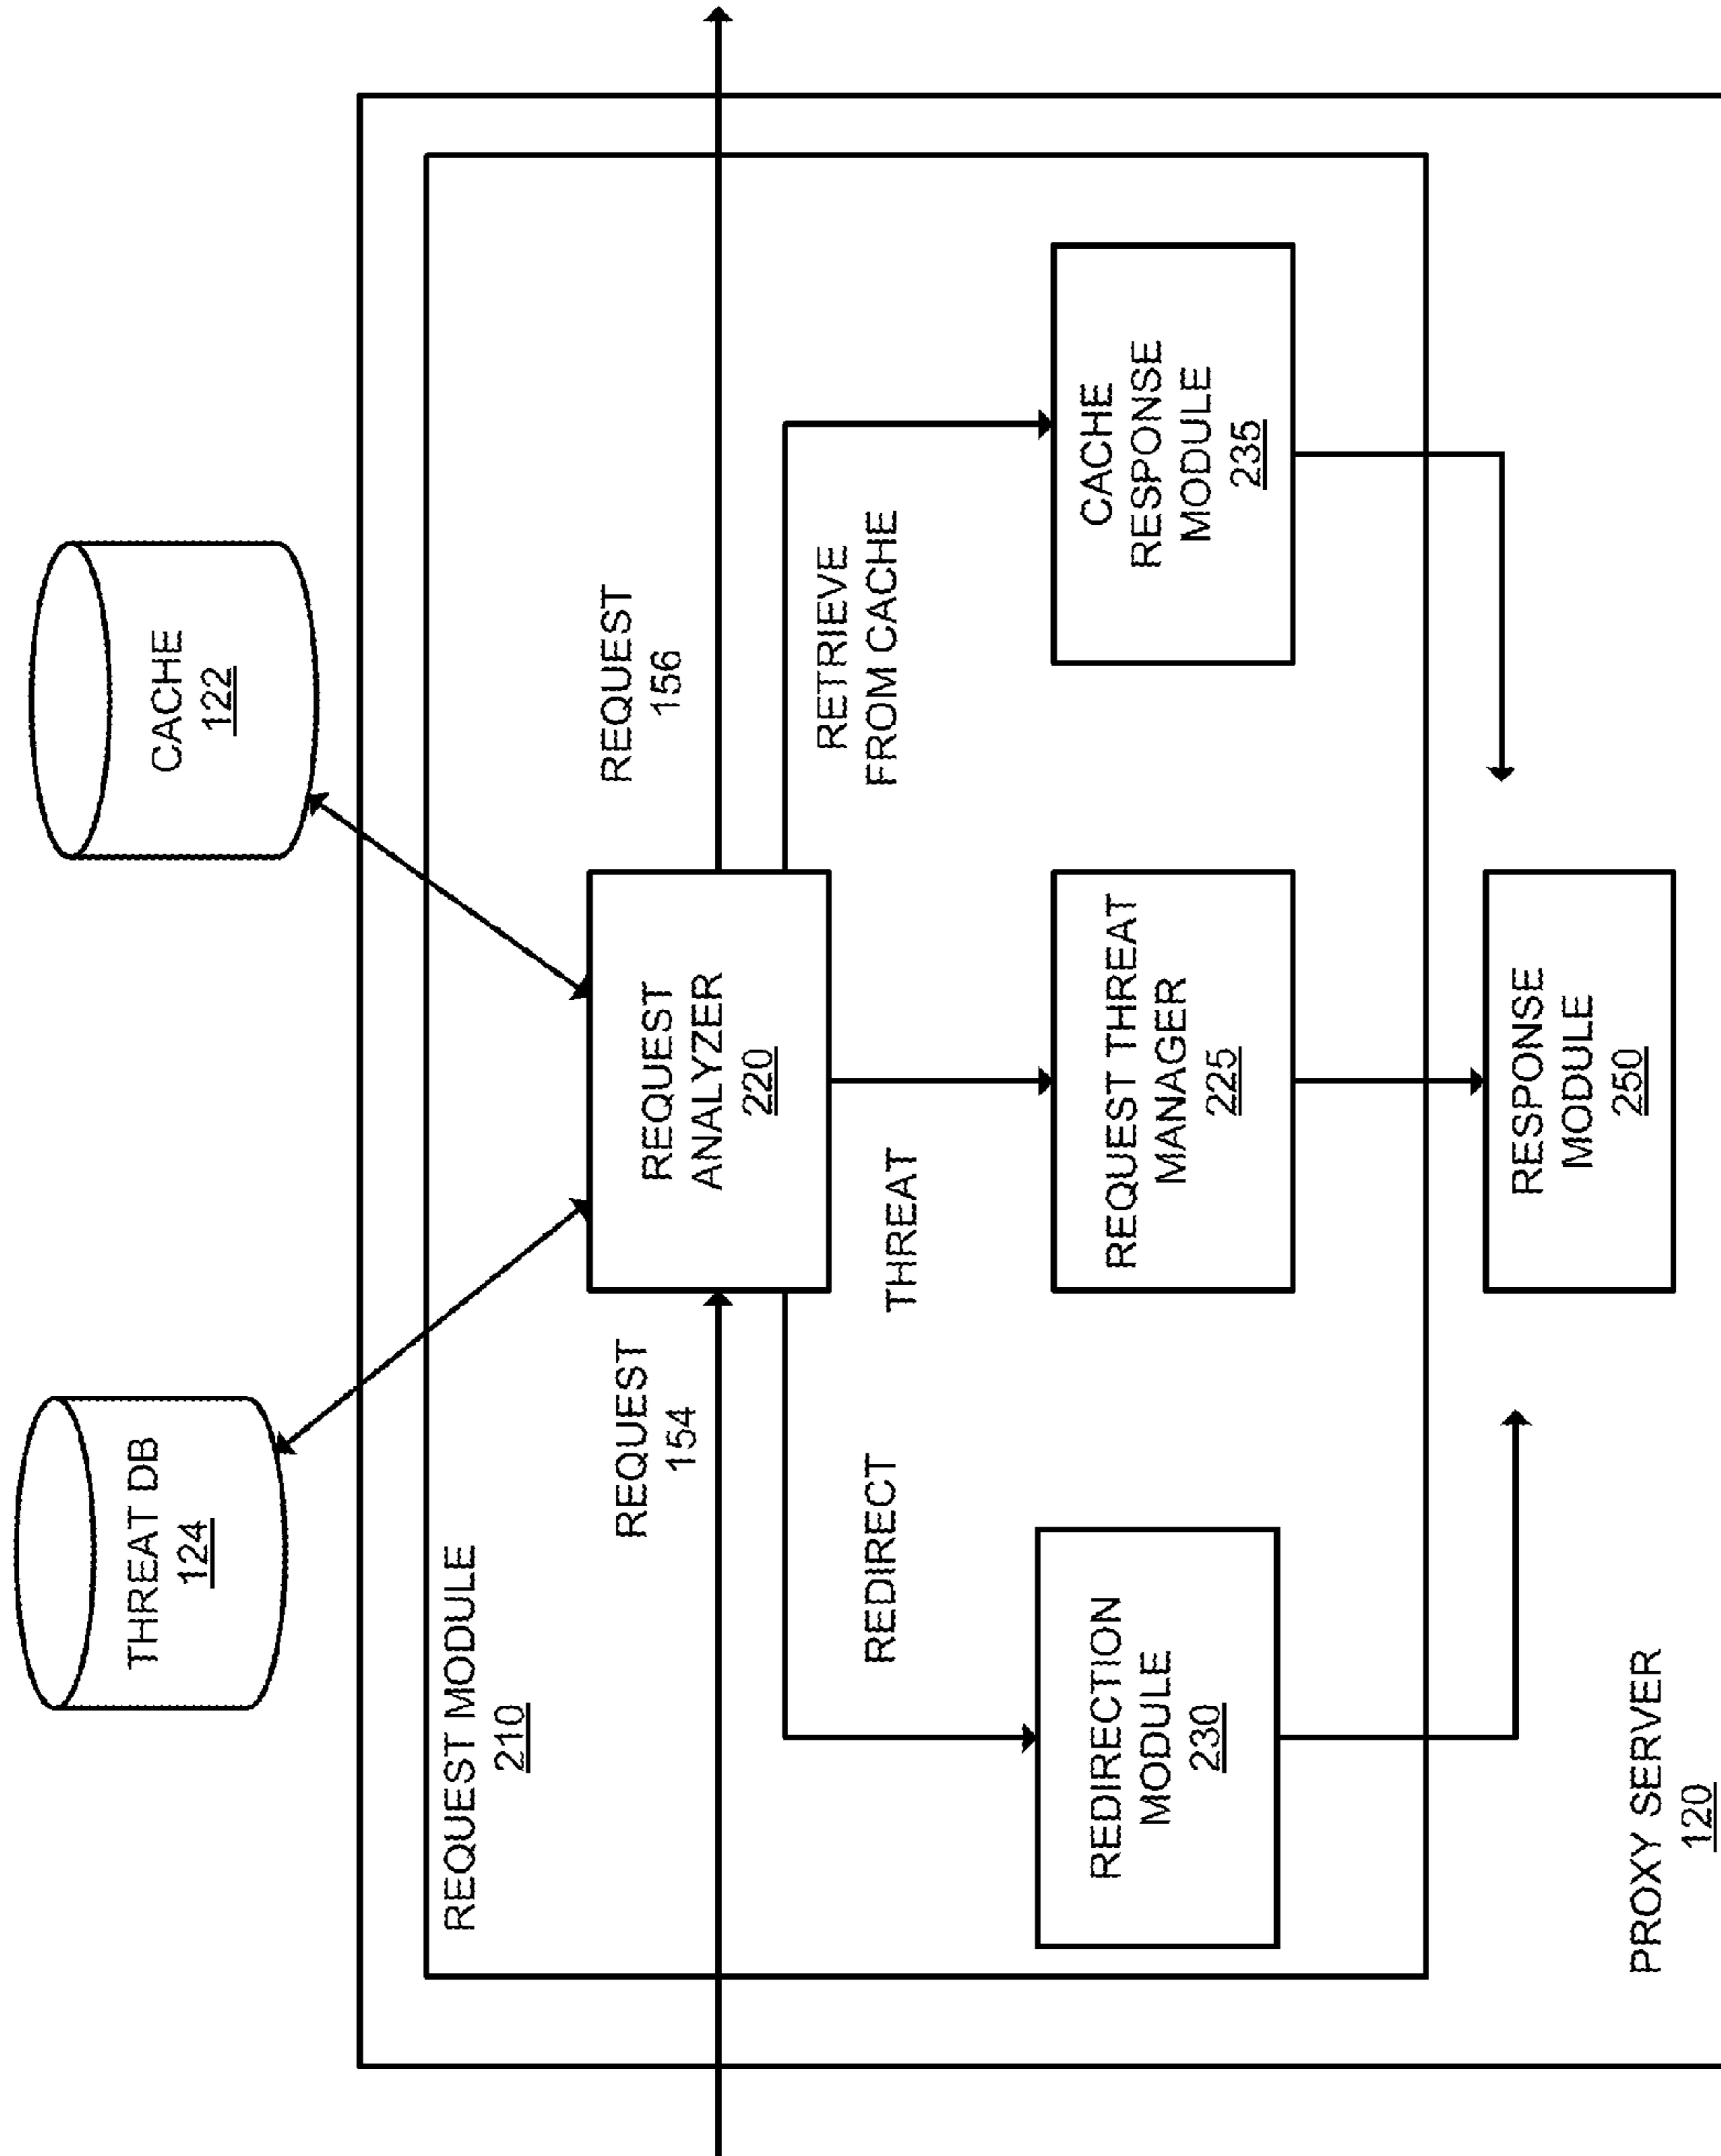 THREAT DB
124
CACHE
122
REQUEST MODULE
210
REQUEST
154
REQUEST
156
REQUEST
ANALYZER
220
REDIRECT
THREAT
RETRIEVE
FROM CACHE
REDIRECTION
MODULE
230
REQUEST THREAT
MANAGER
225
CACHE
RESPONSE
MODULE
235
RESPONSE
MODULE
250
PROXY SERVER
120